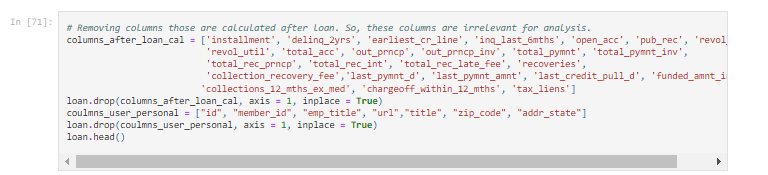 In [71]:
# Removing coulmns those are calculated after Loan. So, these columns are irrelevant for analysis.
columns_after_loan_cal = ['installment', 'delinq_2yrs', 'earliest_cr_line', 'inq_last_6mths', 'open_acc', 'pub_rec', 'revol_
'revol_util', 'total_acc', 'out_prncp', 'out_prncp_inv', 'total_pymnt', 'total_pymnt_inv',
'total_rec_prncp', 'total_rec_int', 'total_rec_late_fee', 'recoveries',
'collection_recovery_fee','last_pymnt_d', 'last_pymnt_amnt', 'last_credit_pull_d', 'funded_amnt_in
'collections_12_mths_ex_med', 'chargeoff_within_12_mths', 'tax_liens']
loan.drop(columns_after_loan_cal, axis = 1, inplace = True)
coulmns_user_personal = ["id", "member_id", "emp_title", "url","title", "zip_code", "addr_state"]
loan.drop(coulmns_user_personal, axis = 1, inplace = True)
loan.head()